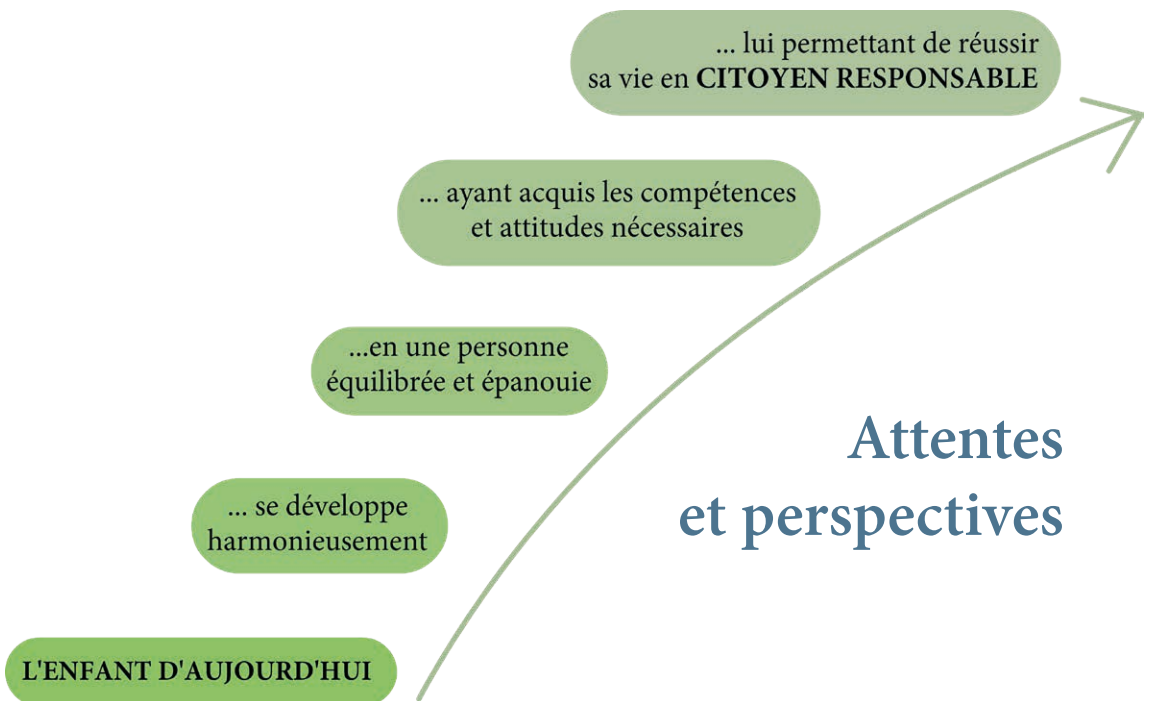 ... lui permettant de réussir
sa vie en CITOYEN RESPONSABLE
... ayant acquis les compétences
et attitudes nécessaires
...en une personne
équilibrée et épanouie
Attentes
et perspectives
... se développe
harmonieusement
L'ENFANT D'AUJOURD'HUI